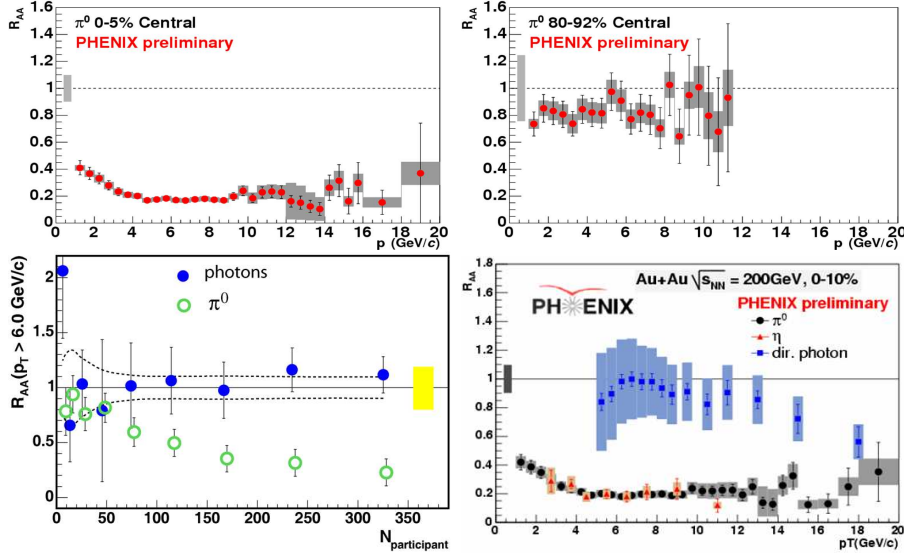 R_AA
1.6
1.4
1.2
1
0.8
0.6
0.4
0.2
0
π⁰ 0-5% Central
PHENIX preliminary
2 4 6 8 10 12 14 16 18 20
p (GeV/c)
R_AA
1.6
1.4
1.2
1
0.8
0.6
0.4
0.2
0
π⁰ 80-92% Central
PHENIX preliminary
0 2 4 6 8 10 12 14 16 18 20
p (GeV/c)
R_AA(p_T > 6.0 GeV/c)
2
1.5
1
0.5
0
photons
π⁰
0 50 100 150 200 250 300 350
N_participant
R_AA
1.6
1.4
1.2
1
0.8
0.6
0.4
0.2
0
Au+Au √s_NN = 200GeV, 0-10%
PHENIX
PHENIX preliminary
π⁰
η
dir. photon
0 2 4 6 8 10 12 14 16 18 20
pT(GeV/c)